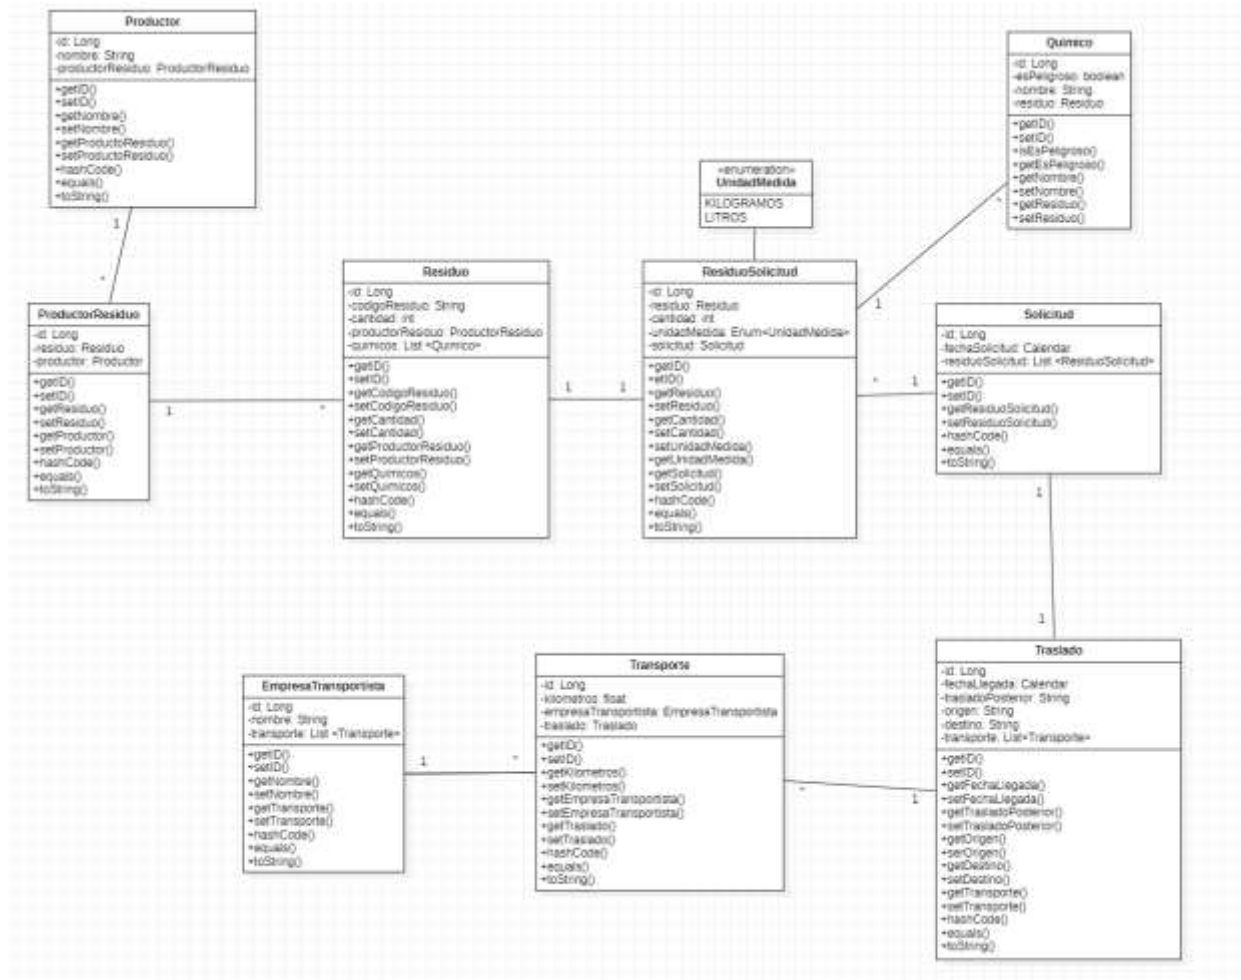 Productor
-id: Long
-nombre: String
-productorResiduo: ProductorResiduo
+getID()
+setID()
+getNombre()
+setNombre()
+getProductoResiduo()
+setProductoResiduo()
+hashCode()
+equals()
+toString()
1
*
ProductorResiduo
-id: Long
-residuo: Residuo
-productor: Productor
+getID()
+setID()
+getResiduo()
+setResiduo()
+getProductor()
+setProductor()
+hashCode()
+equals()
+toString()
1
*
Residuo
-id: Long
-codigoResiduo: String
-cantidad: int
-productorResiduo: ProductorResiduo
-quimicos: List <Quimico>
+getID()
+setID()
+getCodigoResiduo()
+setCodigoResiduo()
+getCantidad()
+setCantidad()
+getProductorResiduo()
+setProductorResiduo()
+getQuimicos()
+setQuimicos()
+hashCode()
+equals()
+toString()
1
1
«enumeration»
UnidadMedida
KILOGRAMOS
LITROS
ResiduoSolicitud
-id: Long
-residuo: Residuo
-cantidad: int
-unidadMedida: Enum<UnidadMedida>
-solicitud: Solicitud
+getID()
+etID()
+getResiduo()
+setResiduo()
+getCantidad()
+setCantidad()
+setUnidadMedida()
+getUnidadMedida()
+getSolicitud()
+setSolicitud()
+hashCode()
+equals()
+toString()
1
*
* 1
Quimico
-id: Long
-esPeligroso: boolean
-nombre: String
-residuo: Residuo
+getID()
+setID()
+isEsPeligroso()
+getEsPeligroso()
+getNombre()
+setNombre()
+getResiduo()
+setResiduo()
Solicitud
-id: Long
-fechaSolicitud: Calendar
-residuoSolicitud: List <ResiduoSolicitud>
+getID()
+setID()
+getResiduoSolicitud()
+setResiduoSolicitud()
+hashCode()
+equals()
+toString()
1
1
EmpresaTransportista
-id: Long
-nombre: String
-transporte: List <Transporte>
+getID()
+setID()
+getNombre()
+setNombre()
+getTransporte()
+setTransporte()
+hashCode()
+equals()
+toString()
1
*
Transporte
-id: Long
-kilometros: float
-empresaTransportista: EmpresaTransportista
-traslado: Traslado
+getID()
+setID()
+getKilometros()
+setKilometros()
+getEmpresaTransportista()
+setEmpresaTransportista()
+getTraslado()
+setTraslado()
+hashCode()
+equals()
+toString()
*
1
Traslado
-id: Long
-fechaLlegada: Calendar
-trasladoPosterior: String
-origen: String
-destino: String
-transporte: List<Transporte>
+getID()
+setID()
+getFechaLlegada()
+setFechaLlegada()
+getTrasladoPosterior()
+setTrasladoPosterior()
+getOrigen()
+serOrigen()
+getDestino()
+setDestino()
+getTransporte()
+setTransporte()
+hashCode()
+equals()
+toString()